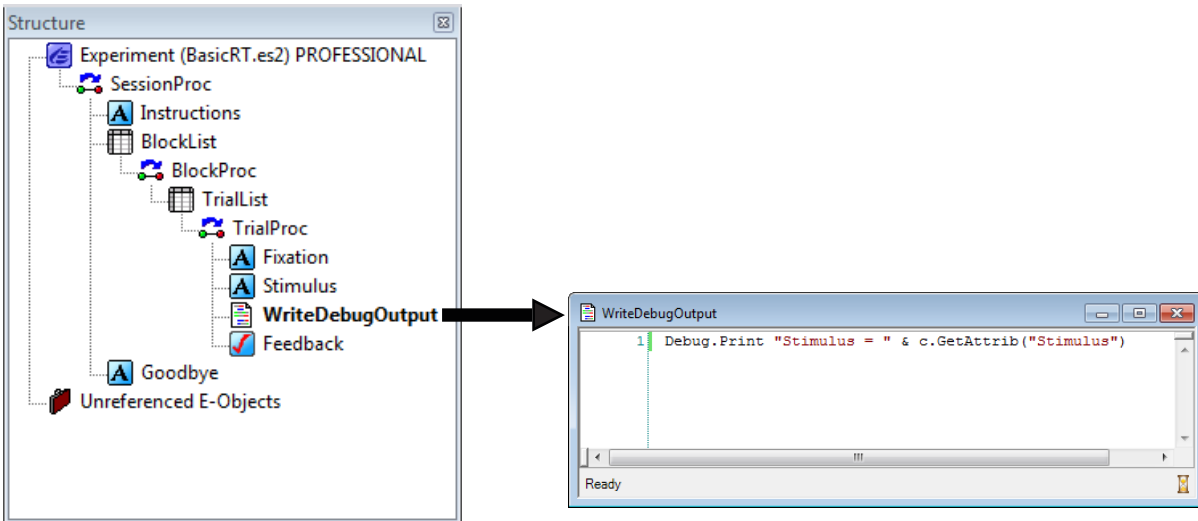 Structure
Experiment (BasicRT.es2) PROFESSIONAL
SessionProc
Instructions
BlockList
BlockProc
TrialList
TrialProc
Fixation
Stimulus
WriteDebugOutput
Feedback
Goodbye
Unreferenced E-Objects
WriteDebugOutput
1 Debug.Print "Stimulus = " & c.GetAttrib("Stimulus")
Ready